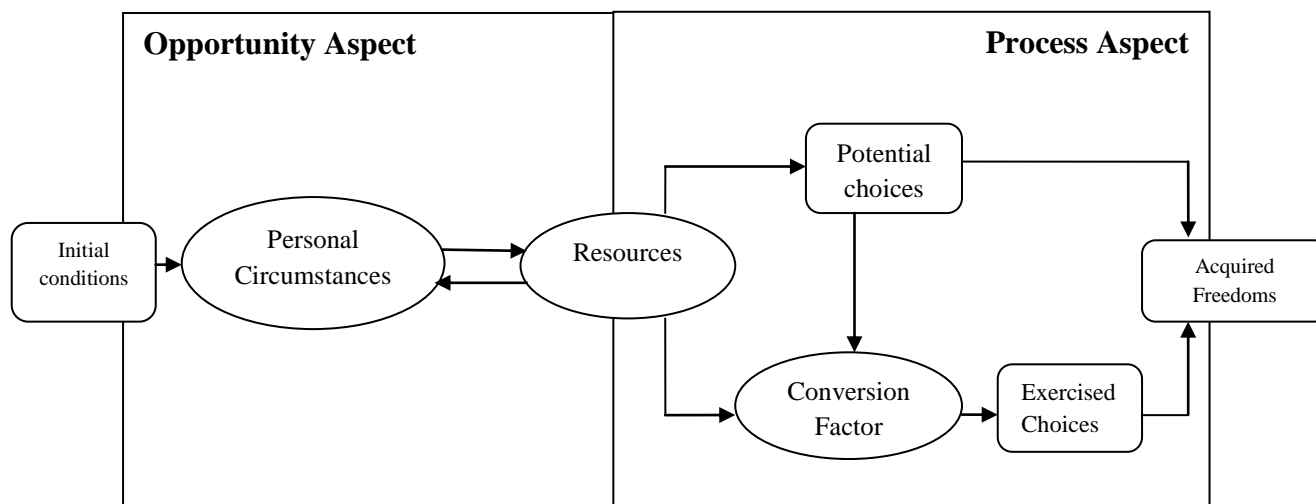 Opportunity Aspect
Process Aspect
Initial
conditions
Personal
Circumstances
Resources
Potential
choices
Conversion
Factor
Exercised
Choices
Acquired
Freedoms